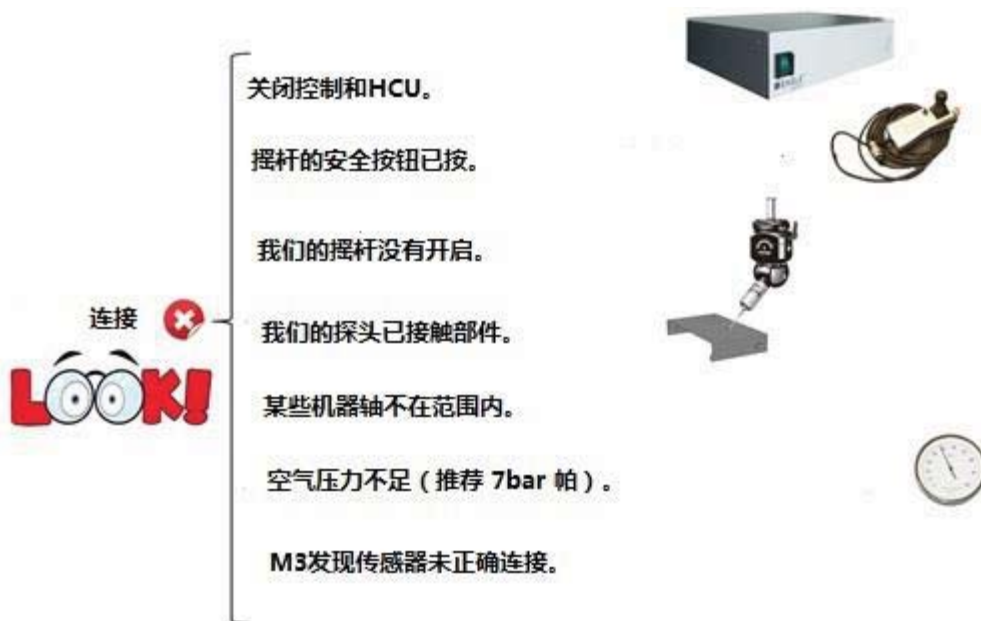 关闭控制和HCU。
摇杆的安全按钮已按。
我们的摇杆没有开启。
连接
我们的探头已接触部件。
LOOK!
某些机器轴不在范围内。
空气压力不足（推荐 7bar 帕）。
M3发现传感器未正确连接。